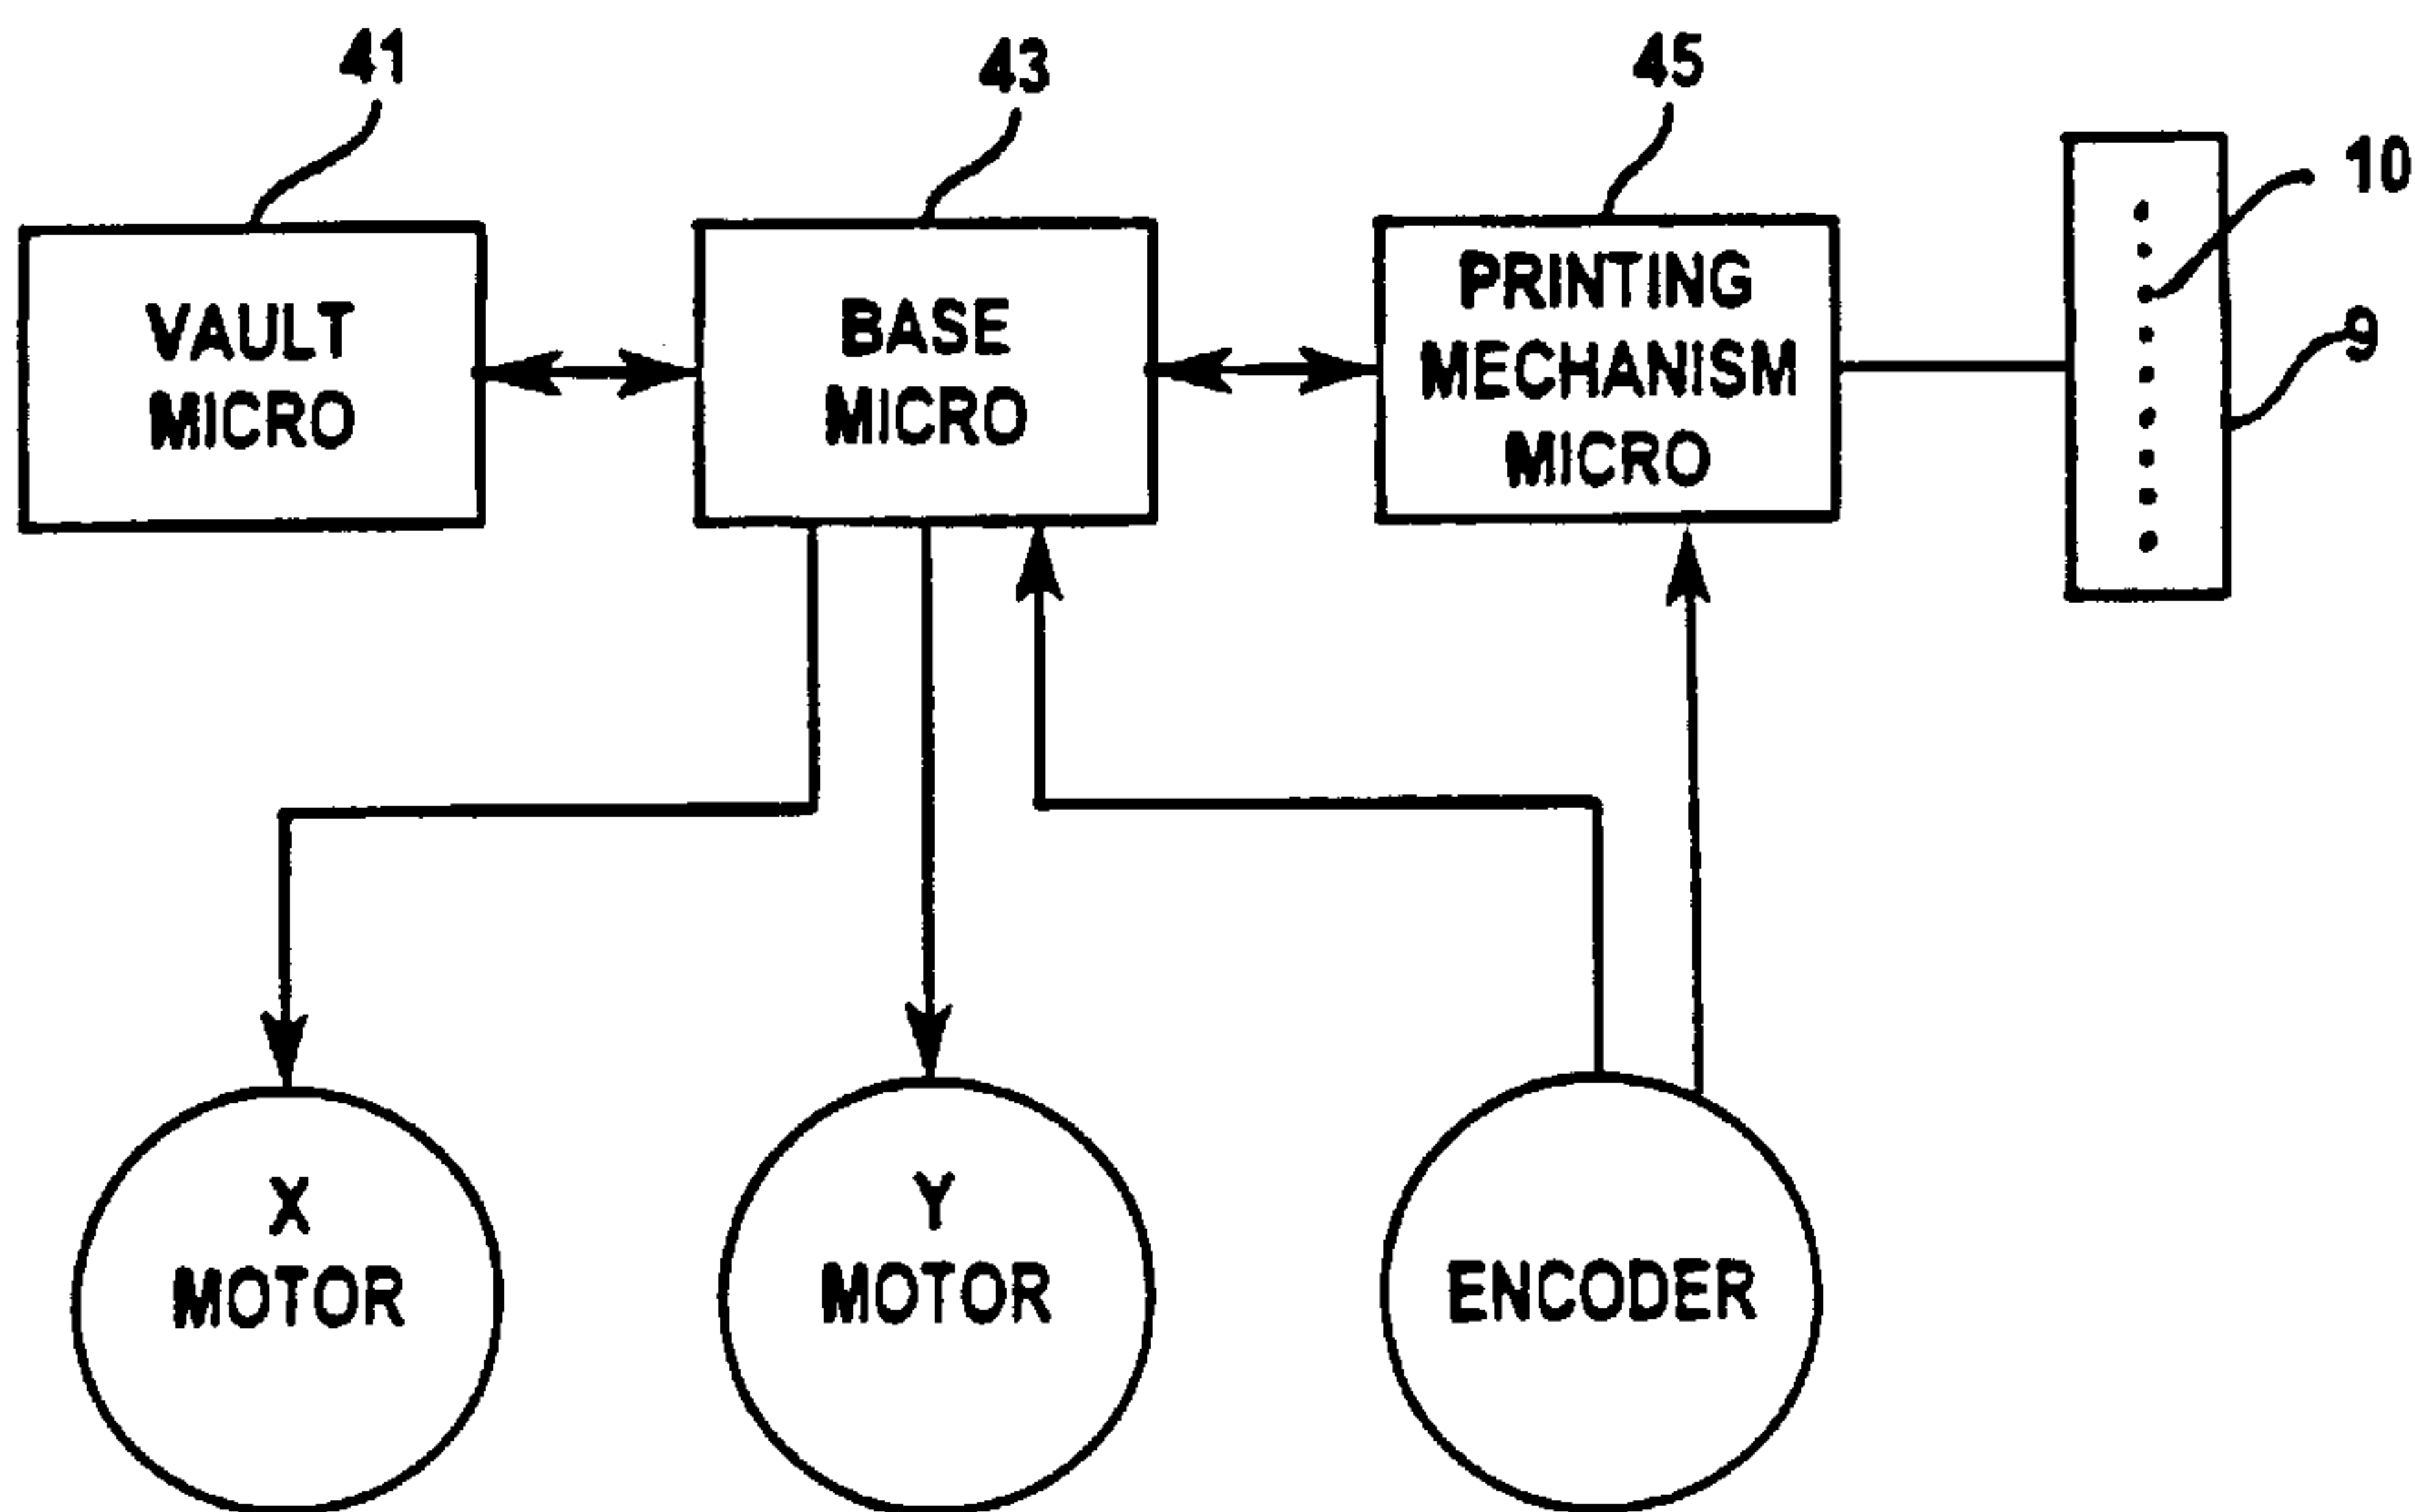 41
43
45
10
9
VAULT
MICRO
BASE
MICRO
PRINTING
MECHANISM
MICRO
X
MOTOR
Y
MOTOR
ENCODER